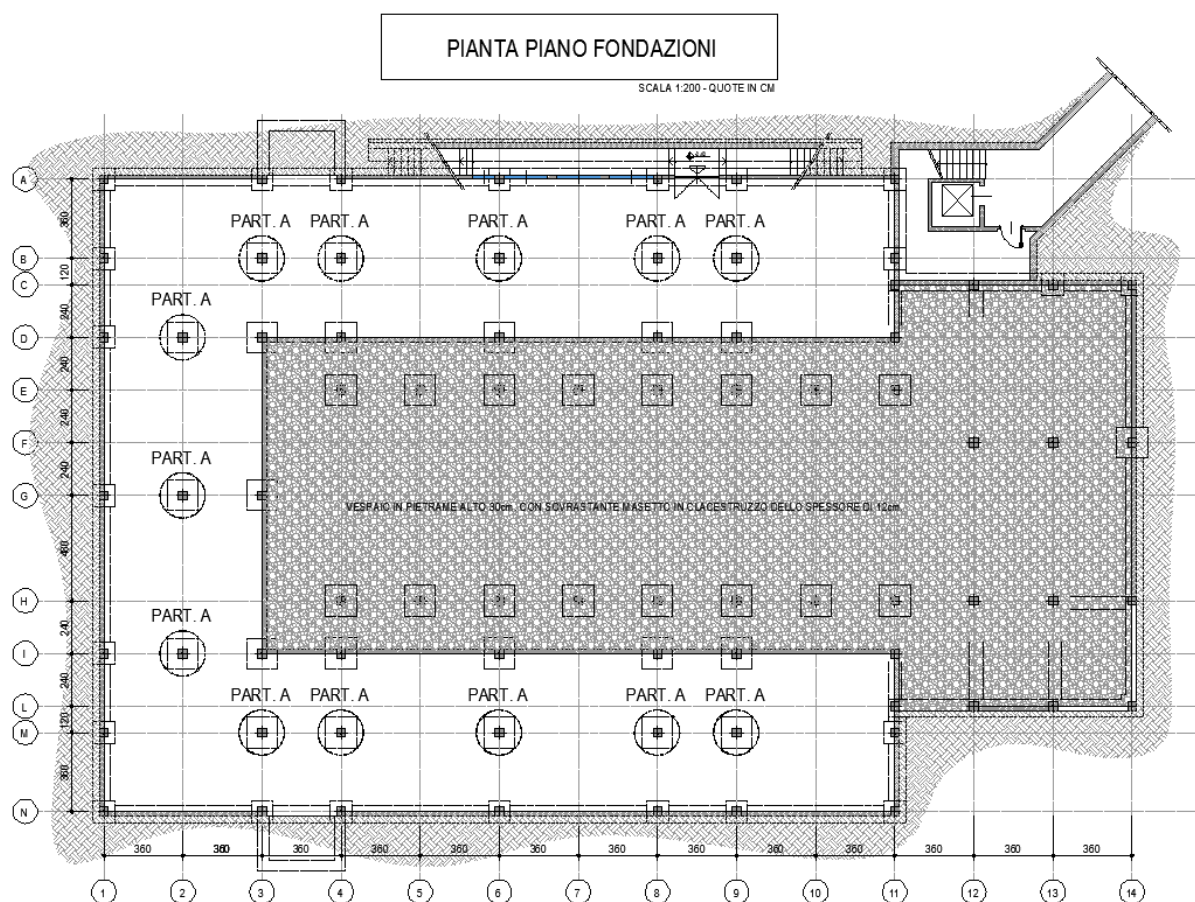 PIANTA PIANO FONDAZIONI
SCALA 1:200 - QUOTE IN CM
A
360
PART. A PART. A PART. A PART. A PART. A
B
120
C
240
PART. A
D
240
E
240
F
PART. A
240
G
VESPAIO IN PIETRAME ALTO 30cm. CON SOVRASTANTE MASETTO IN CLACESTRUZZO DELLO SPESSORE DI 12cm.
480
H
PART. A
240
I
240
PART. A PART. A PART. A PART. A PART. A
L
120
M
360
N
360 360 360 360 360 360 360 360 360 360 360 360 360
1 2 3 4 5 6 7 8 9 10 11 12 13 14